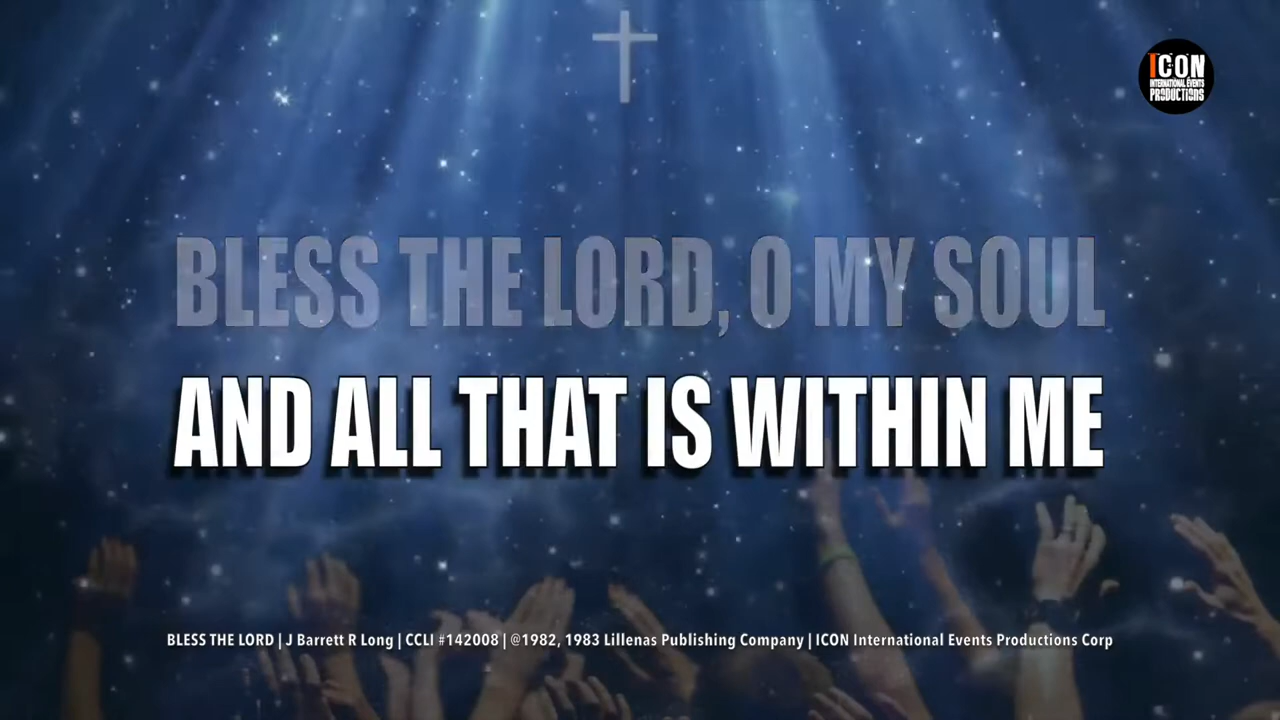 ICON
INTERNATIONAL EVENTS
PRODUCTIONS
BLESS THE LORD, O MY SOUL
AND ALL THAT IS WITHIN ME
BLESS THE LORD | J Barrett R Long | CCLI #142008 | @1982, 1983 Lillenas Publishing Company | ICON International Events Productions Corp